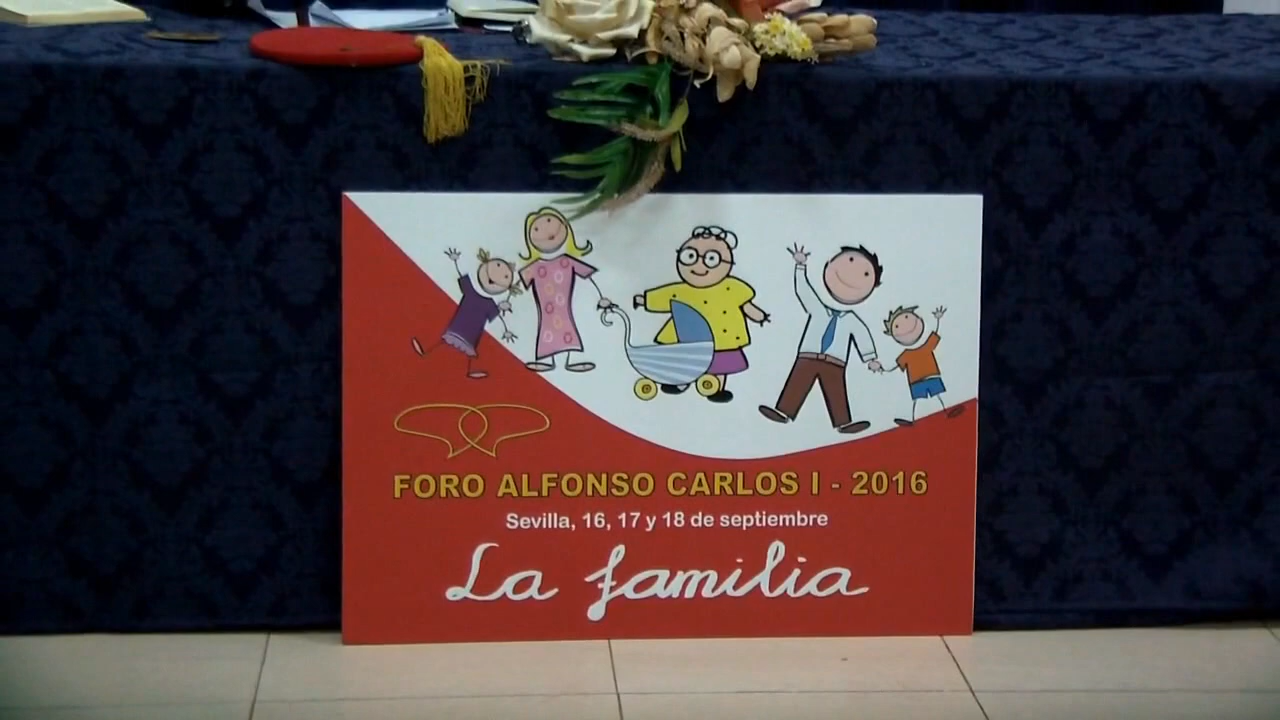 FORO ALFONSO CARLOS I - 2016
Sevilla, 16, 17 y 18 de septiembre
La familia